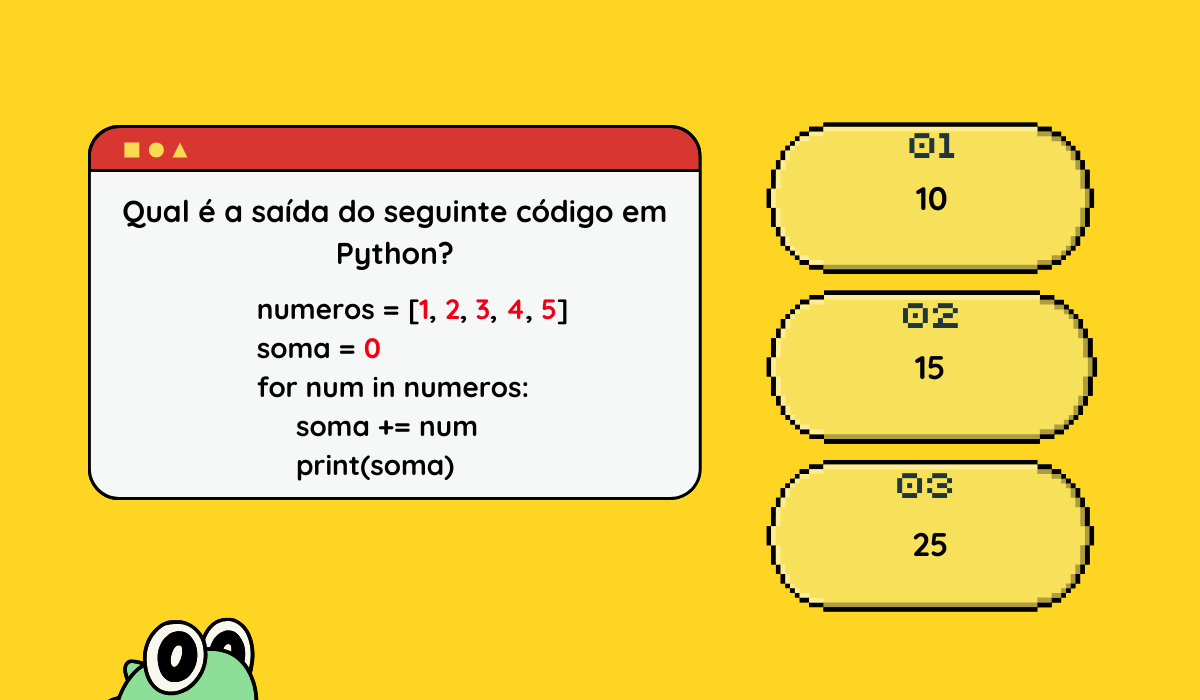 Qual é a saída do seguinte código em
Python?
numeros = [1, 2, 3, 4, 5]
soma = 0
for num in numeros:
    soma += num
    print(soma)
01
10
02
15
03
25